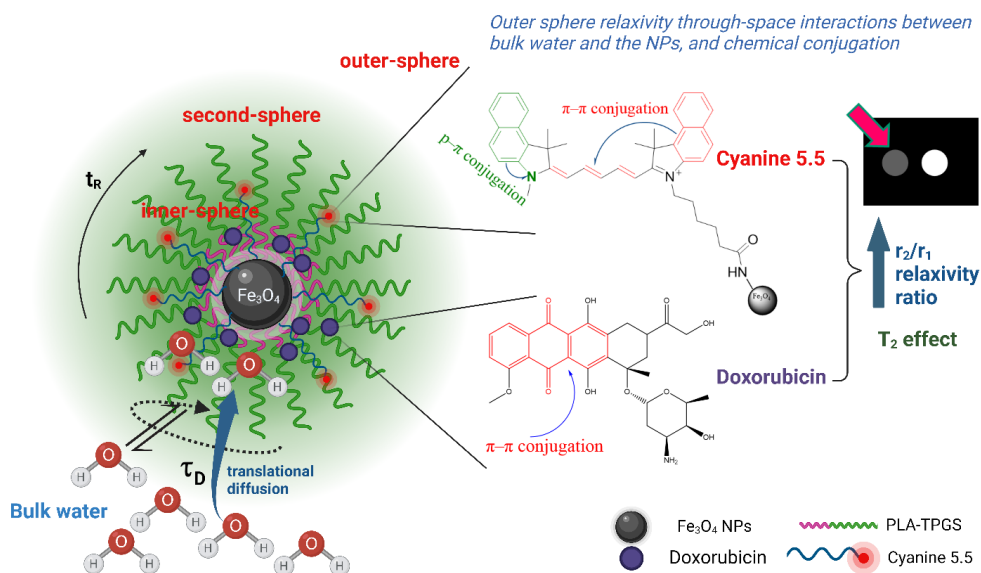 Outer sphere relaxivity through-space interactions between
bulk water and the NPs, and chemical conjugation
outer-sphere
second-sphere
inner-sphere
tR
Fe₃O₄
π–π conjugation
p–π conjugation
N
N⁺
O
HN
Fe₃O₄
Cyanine 5.5
r₂/r₁
relaxivity
ratio
T₂ effect
O
OH
O
OH
O
O
OH
O
O
OH
NH₂
π–π conjugation
Doxorubicin
O
H
H
O
H
H
τD
translational
diffusion
Bulk water
O
H
H
O
H
H
O
H
H
O
H
H
O
H
H
Fe₃O₄ NPs
PLA-TPGS
Doxorubicin
Cyanine 5.5